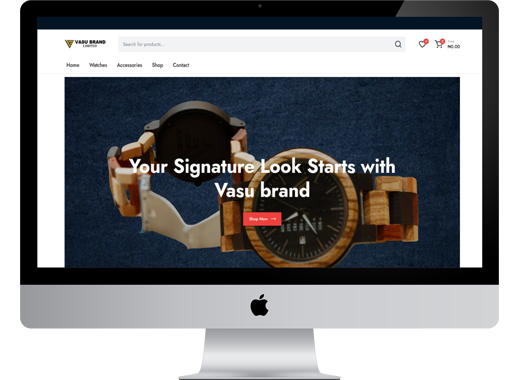 VASU BRAND
LIMITED
Search for products...
0
0
₦0.00
Home
Watches
Accessories
Shop
Contact
Your Signature Look Starts with
Vasu brand
Shop Now